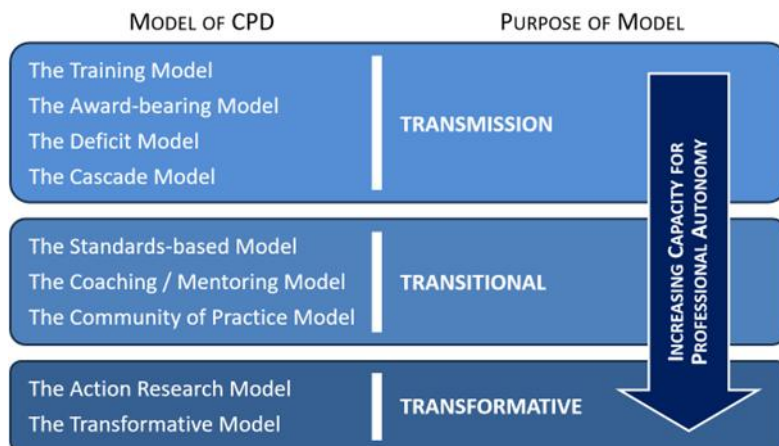 MODEL OF CPD
PURPOSE OF MODEL
The Training Model
The Award-bearing Model
The Deficit Model
The Cascade Model
TRANSMISSION
The Standards-based Model
The Coaching / Mentoring Model
The Community of Practice Model
TRANSITIONAL
The Action Research Model
The Transformative Model
TRANSFORMATIVE
INCREASING CAPACITY FOR
PROFESSIONAL AUTONOMY